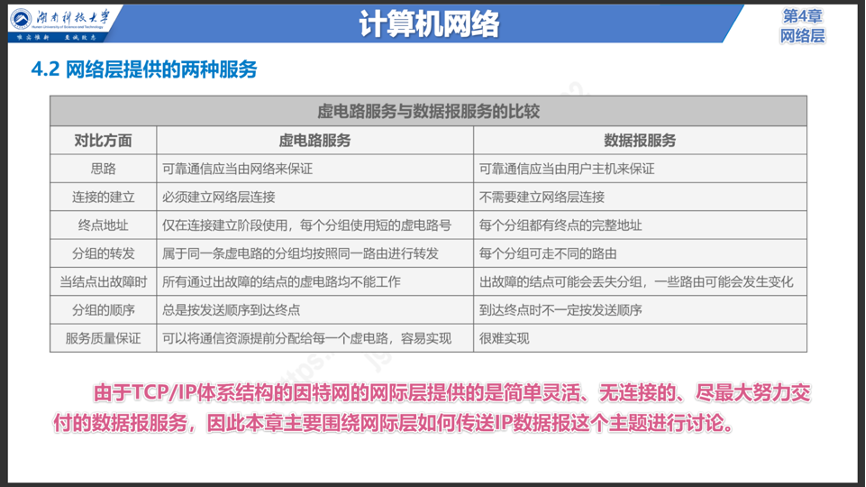 湖南科技大学
Hunan University of Science and Technology
唯实惟新 至诚致志
计算机网络
第4章
网络层
4.2 网络层提供的两种服务
虚电路服务与数据报服务的比较
对比方面 虚电路服务 数据报服务
思路 可靠通信应当由网络来保证 可靠通信应当由用户主机来保证
连接的建立 必须建立网络层连接 不需要建立网络层连接
终点地址 仅在连接建立阶段使用，每个分组使用短的虚电路号 每个分组都有终点的完整地址
分组的转发 属于同一条虚电路的分组均按照同一路由进行转发 每个分组可走不同的路由
当结点出故障时 所有通过出故障的结点的虚电路均不能工作 出故障的结点可能会丢失分组，一些路由可能会发生变化
分组的顺序 总是按发送顺序到达终点 到达终点时不一定按发送顺序
服务质量保证 可以将通信资源提前分配给每一个虚电路，容易实现 很难实现
由于TCP/IP体系结构的因特网的网际层提供的是简单灵活、无连接的、尽最大努力交
付的数据报服务，因此本章主要围绕网际层如何传送IP数据报这个主题进行讨论。